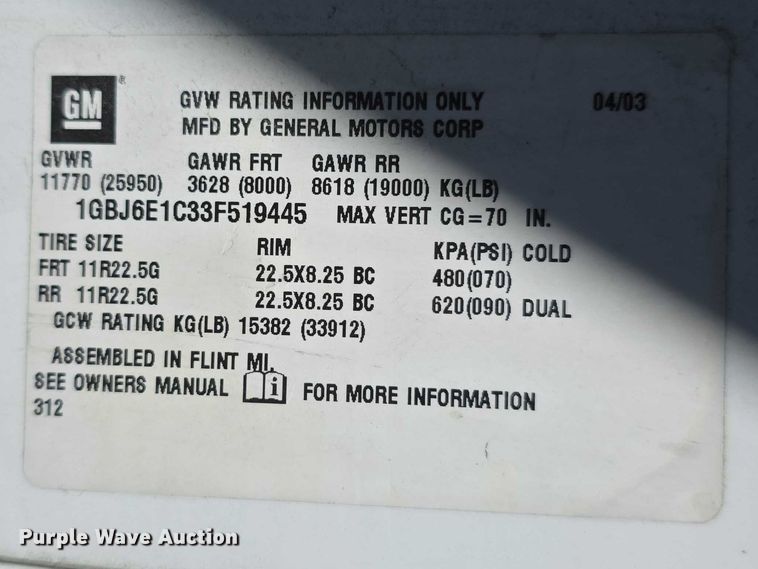 GM ®
GVW RATING INFORMATION ONLY 04/03
MFD BY GENERAL MOTORS CORP
GVWR GAWR FRT GAWR RR
11770 (25950) 3628 (8000) 8618 (19000) KG(LB)
1GBJ6E1C33F519445 MAX VERT CG=70 IN.
TIRE SIZE RIM KPA(PSI) COLD
FRT 11R22.5G 22.5X8.25 BC 480(070)
RR 11R22.5G 22.5X8.25 BC 620(090) DUAL
GCW RATING KG(LB) 15382 (33912)
ASSEMBLED IN FLINT MI.
SEE OWNERS MANUAL i FOR MORE INFORMATION
312
Purple Wave Auction